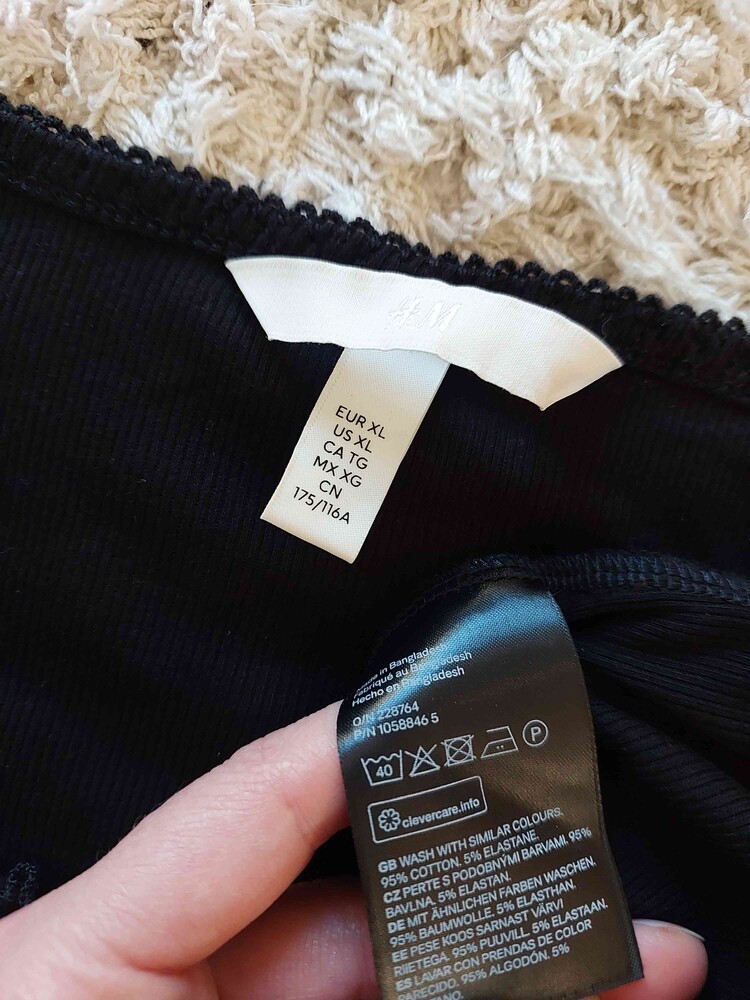 H&M
EUR XL
US XL
CA TG
MX XG
CN
175/116A
Made in Bangladesh
Fabriqué au Bangladesh
Hecho en Bangladesh
O/N 228764
P/N 1058846 5
40
P
clevercare.info
GB WASH WITH SIMILAR COLOURS.
95% COTTON. 5% ELASTANE.
CZ PERTE S PODOBNÝMI BARVAMI. 95%
BAVLNA. 5% ELASTAN.
DE MIT ÄHNLICHEN FARBEN WASCHEN.
95% BAUMWOLLE. 5% ELASTHAN.
EE PESE KOOS SARNAST VÄRVI
RIIETEGA. 95% PUUVILL. 5% ELASTAAN.
ES LAVAR CON PRENDAS DE COLOR
PARECIDO. 95% ALGODÓN. 5%